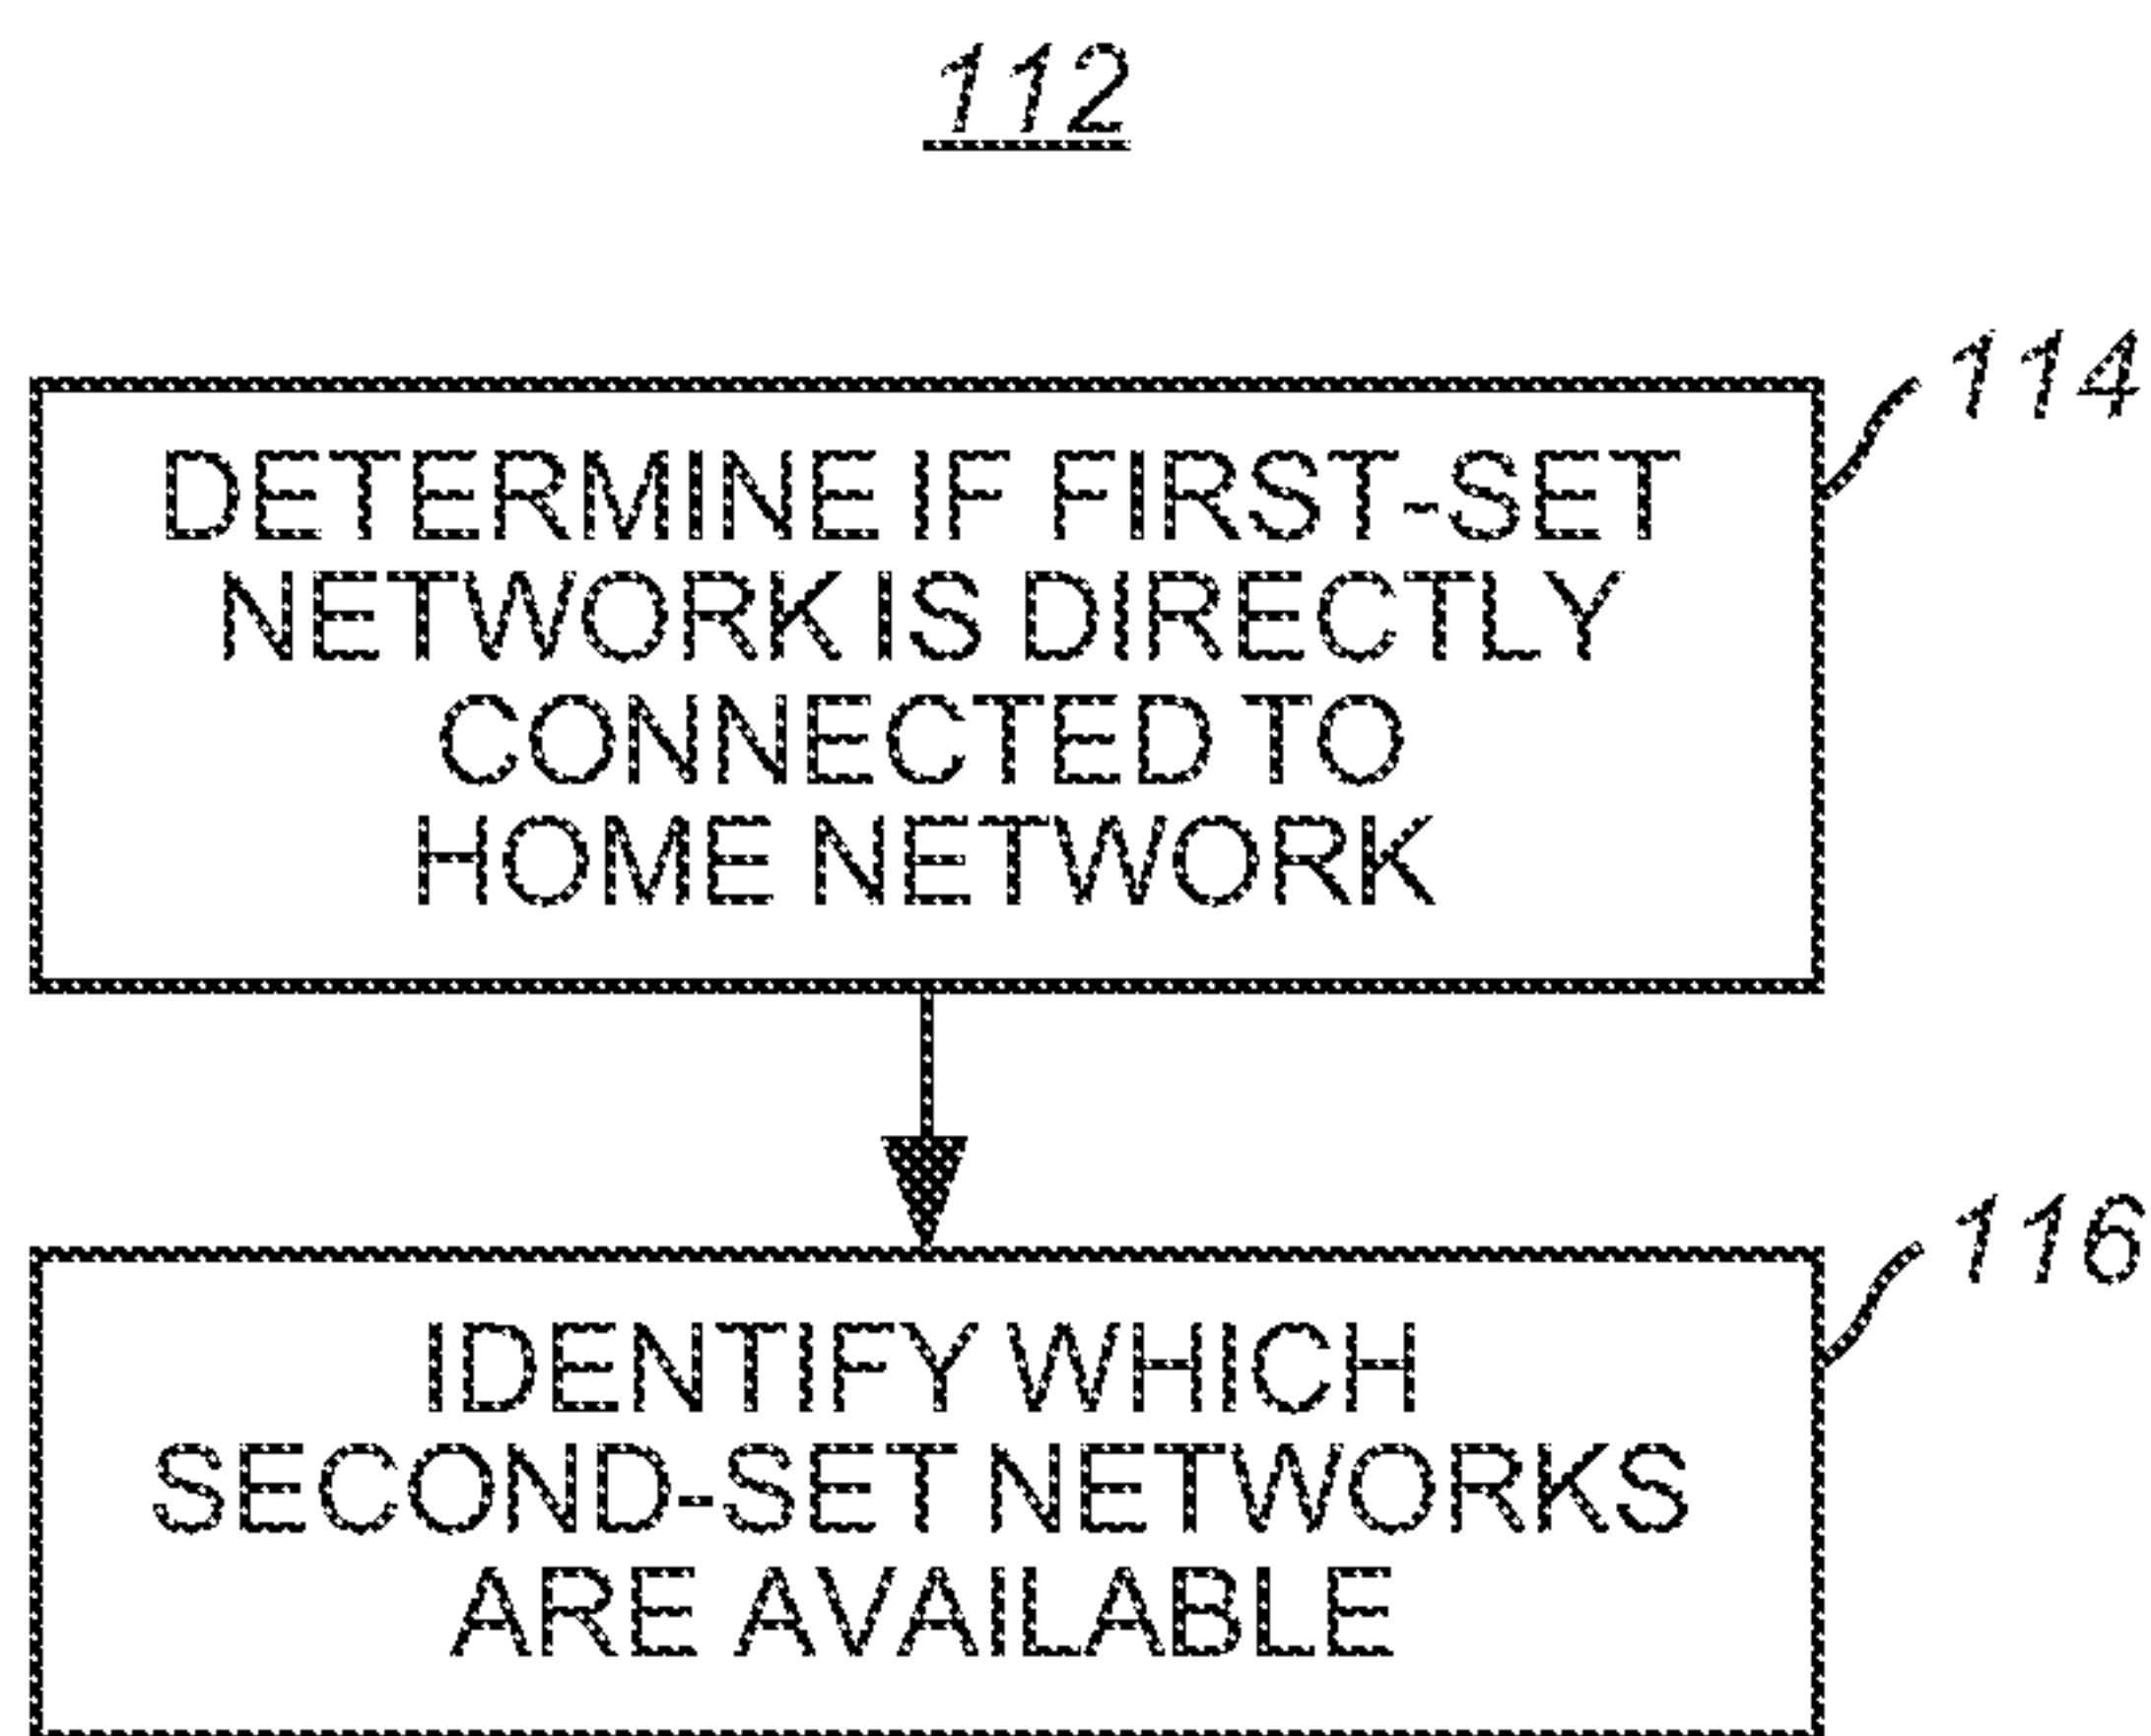 112
114
DETERMINE IF FIRST-SET
NETWORK IS DIRECTLY
CONNECTED TO
HOME NETWORK
116
IDENTIFY WHICH
SECOND-SET NETWORKS
ARE AVAILABLE